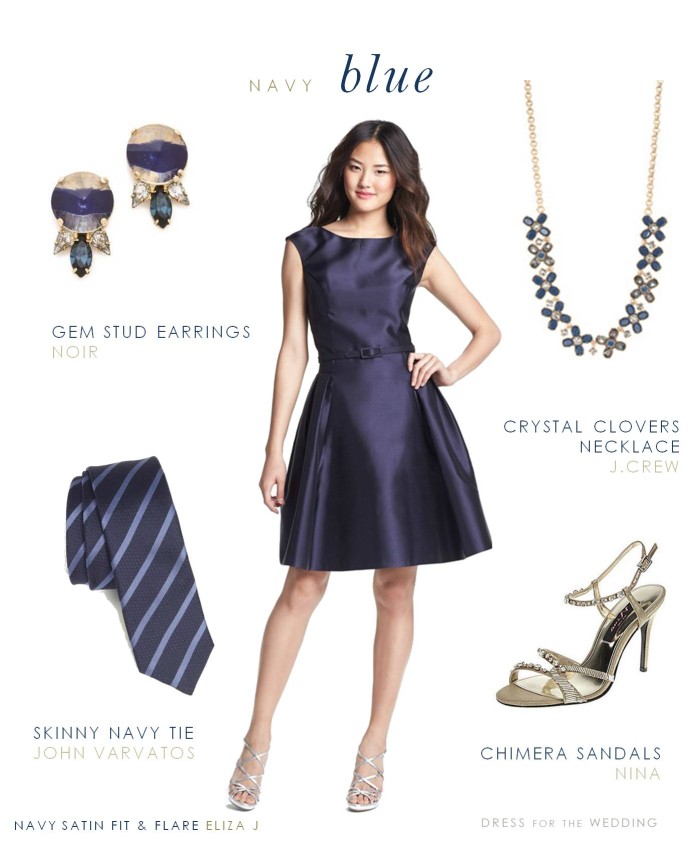 NAVY blue
GEM STUD EARRINGS
NOIR
CRYSTAL CLOVERS
NECKLACE
J.CREW
SKINNY NAVY TIE
JOHN VARVATOS
CHIMERA SANDALS
NINA
NAVY SATIN FIT & FLARE ELIZA J
DRESS FOR THE WEDDING